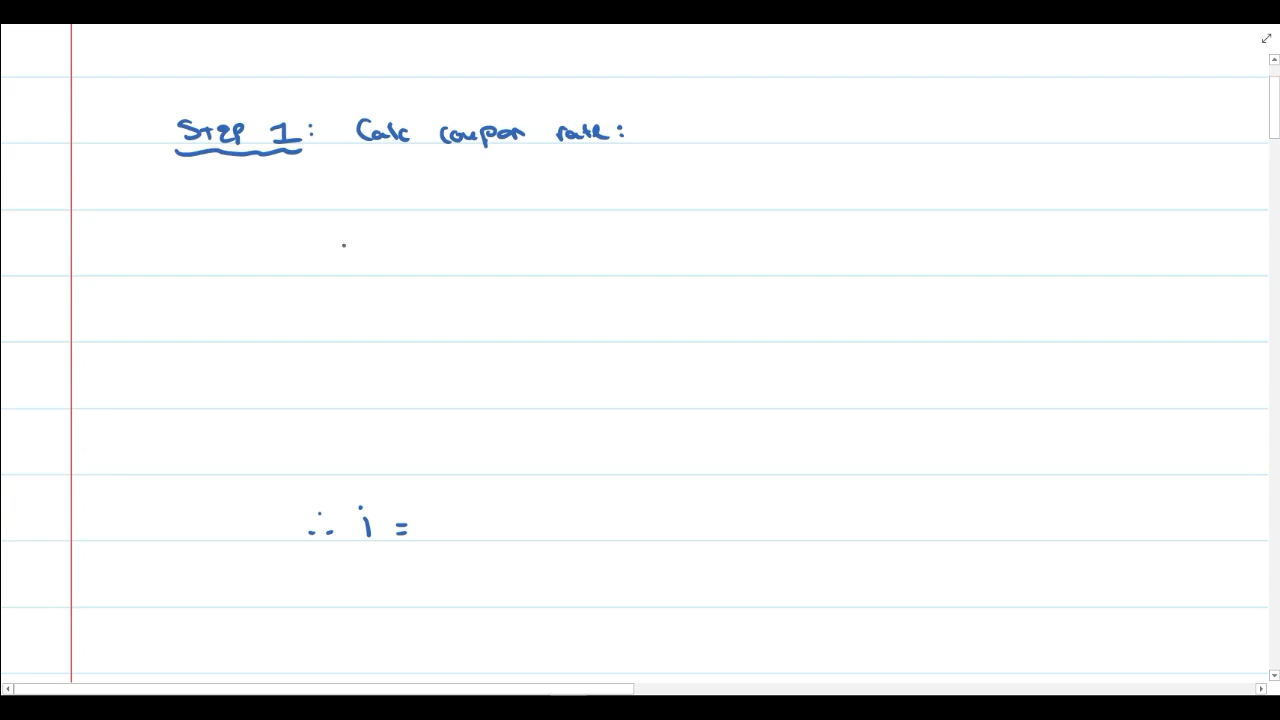 Step 1: Calc coupon rate:
∴ i =